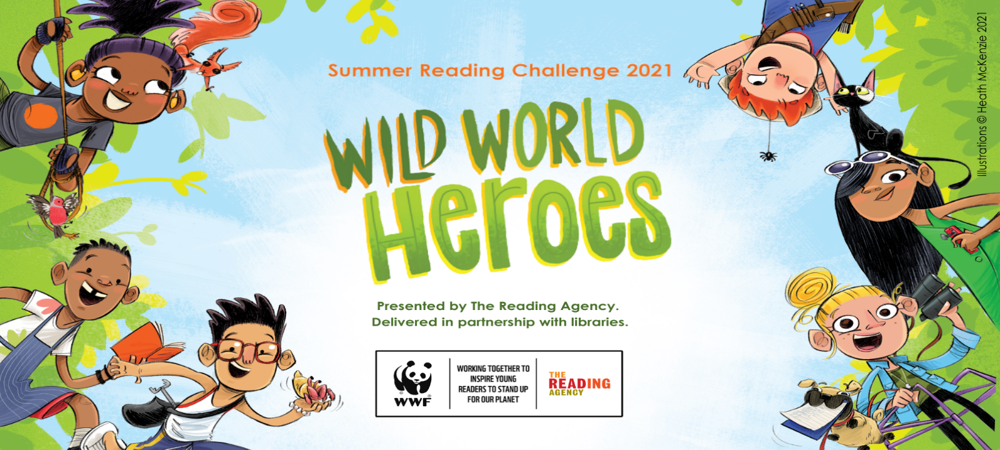 Summer Reading Challenge 2021
WILD WORLD
Heroes
Presented by The Reading Agency.
Delivered in partnership with libraries.
WWF
®
WORKING TOGETHER TO
INSPIRE YOUNG
READERS TO STAND UP
FOR OUR PLANET
THE
READING
AGENCY
Illustrations © Heath McKenzie 2021